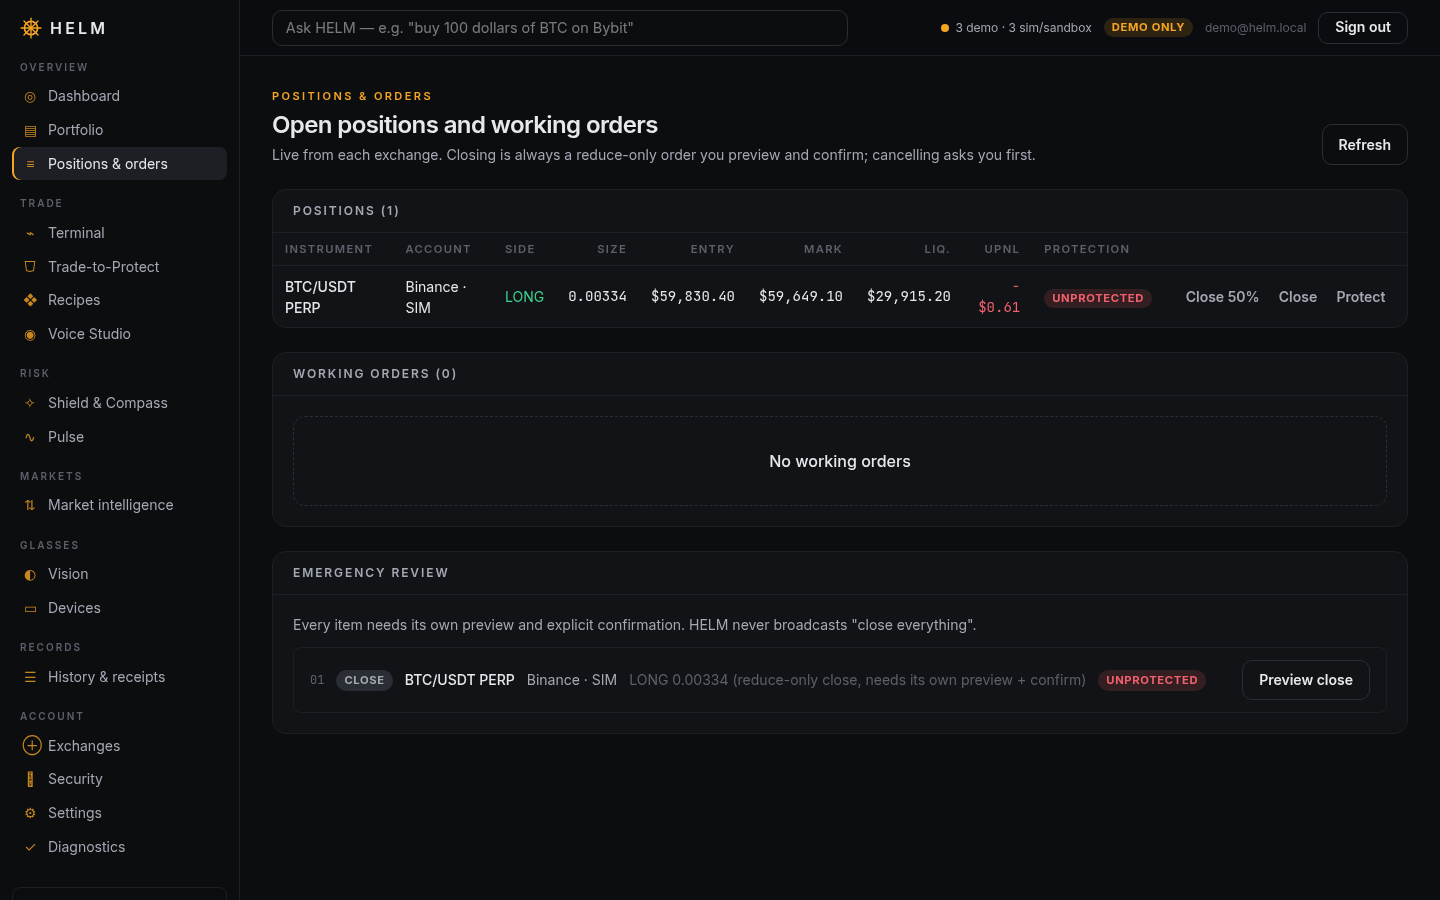 HELM
Ask HELM — e.g. "buy 100 dollars of BTC on Bybit"
3 demo · 3 sim/sandbox
DEMO ONLY
demo@helm.local
Sign out
OVERVIEW
Dashboard
Portfolio
Positions & orders
TRADE
Terminal
Trade-to-Protect
Recipes
Voice Studio
RISK
Shield & Compass
Pulse
MARKETS
Market intelligence
GLASSES
Vision
Devices
RECORDS
History & receipts
ACCOUNT
Exchanges
Security
Settings
Diagnostics
POSITIONS & ORDERS
Open positions and working orders
Live from each exchange. Closing is always a reduce-only order you preview and confirm; cancelling asks you first.
Refresh
POSITIONS (1)
INSTRUMENT ACCOUNT SIDE SIZE ENTRY MARK LIQ. UPNL PROTECTION
BTC/USDT PERP Binance · SIM LONG 0.00334 $59,830.40 $59,649.10 $29,915.20 -$0.61 UNPROTECTED Close 50% Close Protect
WORKING ORDERS (0)
No working orders
EMERGENCY REVIEW
Every item needs its own preview and explicit confirmation. HELM never broadcasts "close everything".
01 CLOSE BTC/USDT PERP Binance · SIM LONG 0.00334 (reduce-only close, needs its own preview + confirm) UNPROTECTED Preview close